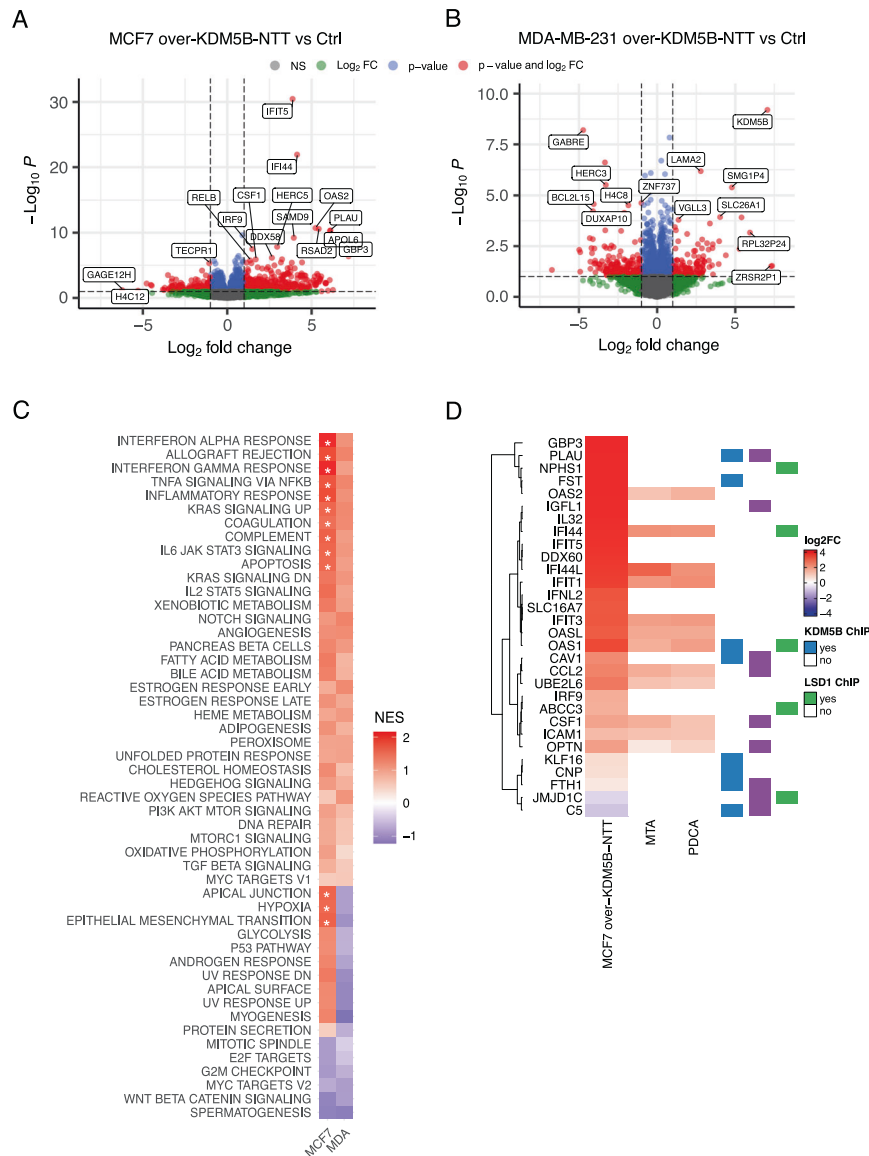 A
B
MCF7 over-KDM5B-NTT vs Ctrl
MDA-MB-231 over-KDM5B-NTT vs Ctrl
NS
Log2 FC
p-value
p – value and log2 FC
30
20
10
0
−Log10 P
IFIT5
IFI44
RELB
CSF1
HERC5
OAS2
IRF9
SAMD9
PLAU
DDX58
APOL6
TECPR1
RSAD2
GBP3
GAGE12H
H4C12
−5
0
5
Log2 fold change
10.0
7.5
5.0
2.5
0.0
−Log10 P
KDM5B
GABRE
LAMA2
HERC3
SMG1P4
ZNF737
BCL2L15
H4C8
SLC26A1
VGLL3
DUXAP10
RPL32P24
ZRSR2P1
−5
0
5
Log2 fold change
C
INTERFERON ALPHA RESPONSE *
ALLOGRAFT REJECTION *
INTERFERON GAMMA RESPONSE *
TNFA SIGNALING VIA NFKB *
INFLAMMATORY RESPONSE *
KRAS SIGNALING UP *
COAGULATION *
COMPLEMENT *
IL6 JAK STAT3 SIGNALING *
APOPTOSIS *
KRAS SIGNALING DN
IL2 STAT5 SIGNALING
XENOBIOTIC METABOLISM
NOTCH SIGNALING
ANGIOGENESIS
PANCREAS BETA CELLS
FATTY ACID METABOLISM
BILE ACID METABOLISM
ESTROGEN RESPONSE EARLY
ESTROGEN RESPONSE LATE
HEME METABOLISM
ADIPOGENESIS
PEROXISOME
UNFOLDED PROTEIN RESPONSE
CHOLESTEROL HOMEOSTASIS
HEDGEHOG SIGNALING
REACTIVE OXYGEN SPECIES PATHWAY
PI3K AKT MTOR SIGNALING
DNA REPAIR
MTORC1 SIGNALING
OXIDATIVE PHOSPHORYLATION
TGF BETA SIGNALING
MYC TARGETS V1
APICAL JUNCTION *
HYPOXIA *
EPITHELIAL MESENCHYMAL TRANSITION *
GLYCOLYSIS
P53 PATHWAY
ANDROGEN RESPONSE
UV RESPONSE DN
APICAL SURFACE
UV RESPONSE UP
MYOGENESIS
PROTEIN SECRETION
MITOTIC SPINDLE
E2F TARGETS
G2M CHECKPOINT
MYC TARGETS V2
WNT BETA CATENIN SIGNALING
SPERMATOGENESIS
MCF7
MDA
NES
2
1
0
−1
D
GBP3
PLAU
NPHS1
FST
OAS2
IGFL1
IL32
IFI44
IFIT5
DDX60
IFI44L
IFIT1
IFNL2
SLC16A7
IFIT3
OASL
OAS1
CAV1
CCL2
UBE2L6
IRF9
ABCC3
CSF1
ICAM1
OPTN
KLF16
CNP
FTH1
JMJD1C
C5
MCF7 over-KDM5B-NTT
MTA
PDCA
log2FC
4
2
0
−2
−4
KDM5B ChIP
yes
no
LSD1 ChIP
yes
no